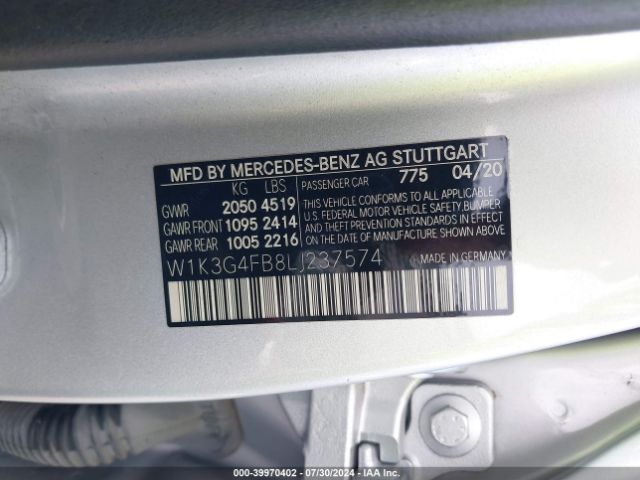 MFD BY MERCEDES-BENZ AG STUTTGART
KG LBS PASSENGER CAR 775 04/20
GVWR 2050 4519 THIS VEHICLE CONFORMS TO ALL APPLICABLE
GAWR FRONT 1095 2414 U.S. FEDERAL MOTOR VEHICLE SAFETY BUMPER
GAWR REAR 1005 2216 AND THEFT PREVENTION STANDARDS IN EFFECT
ON THE DATE OF MANUFACTURE SHOWN ABOVE.
W1K3G4FB8LJ237574 MADE IN GERMANY
000-39970402 - 07/30/2024 - IAA Inc.